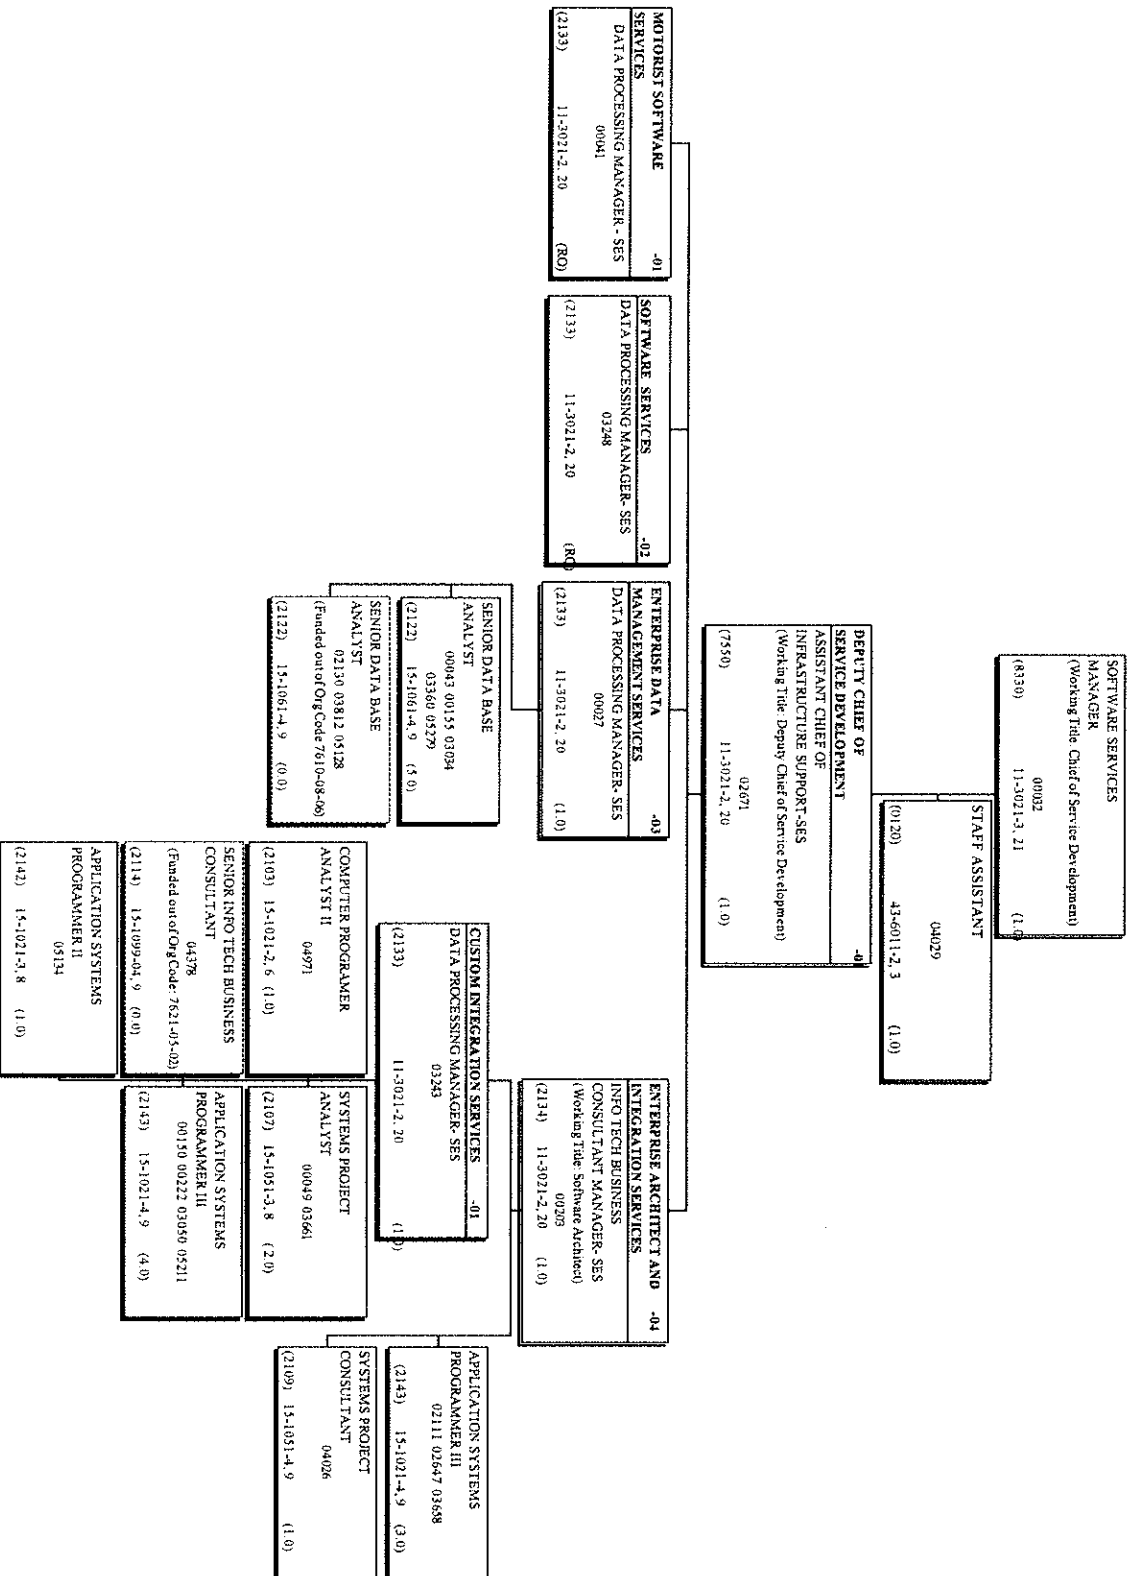 SOFTWARE SERVICES
MANAGER
(Working Title: Chief of Service Development)
00032
(8330) 11-3021-3, 21 (1.0)
STAFF ASSISTANT
04029
(0120) 43-6011-2, 3 (1.0)
DEPUTY CHIEF OF
SERVICE DEVELOPMENT -01
ASSISTANT CHIEF OF
INFRASTRUCTURE SUPPORT-SES
(Working Title: Deputy Chief of Service Development)
02671
(7550) 11-3021-2, 20 (1.0)
MOTORIST SOFTWARE
SERVICES -01
DATA PROCESSING MANAGER - SES
00041
(2133) 11-3021-2, 20 (RO)
SOFTWARE SERVICES -02
DATA PROCESSING MANAGER- SES
03248
(2133) 11-3021-2, 20 (RO)
ENTERPRISE DATA
MANAGEMENT SERVICES -03
DATA PROCESSING MANAGER- SES
00027
(2133) 11-3021-2, 20 (1.0)
SENIOR DATA BASE
ANALYST
00043 00155 03034
03360 05279
(2122) 15-1061-4, 9 (5.0)
SENIOR DATA BASE
ANALYST
02130 03812 05128
(Funded out of Org Code 7610-08-06)
(2122) 15-1061-4, 9 (0.0)
ENTERPRISE ARCHITECT AND
INTEGRATION SERVICES -04
INFO TECH BUSINESS
CONSULTANT MANAGER- SES
(Working Title: Software Architect)
00203
(2134) 11-3021-2, 20 (1.0)
CUSTOM INTEGRATION SERVICES -01
DATA PROCESSING MANAGER- SES
03243
(2133) 11-3021-2, 20 (1.0)
COMPUTER PROGRAMER
ANALYST II
04971
(2103) 15-1021-2, 6 (1.0)
SYSTEMS PROJECT
ANALYST
00049 03661
(2107) 15-1051-3, 8 (2.0)
SENIOR INFO TECH BUSINESS
CONSULTANT
04378
(Funded out of Org Code: 7621-05-02)
(2114) 15-1099-04, 9 (0.0)
APPLICATION SYSTEMS
PROGRAMMER III
00150 00222 03050 05211
(2143) 15-1021-4, 9 (4.0)
APPLICATION SYSTEMS
PROGRAMMER II
05134
(2142) 15-1021-3, 8 (1.0)
APPLICATION SYSTEMS
PROGRAMMER III
02111 02647 03658
(2143) 15-1021-4, 9 (3.0)
SYSTEMS PROJECT
CONSULTANT
04026
(2109) 15-1051-4, 9 (1.0)